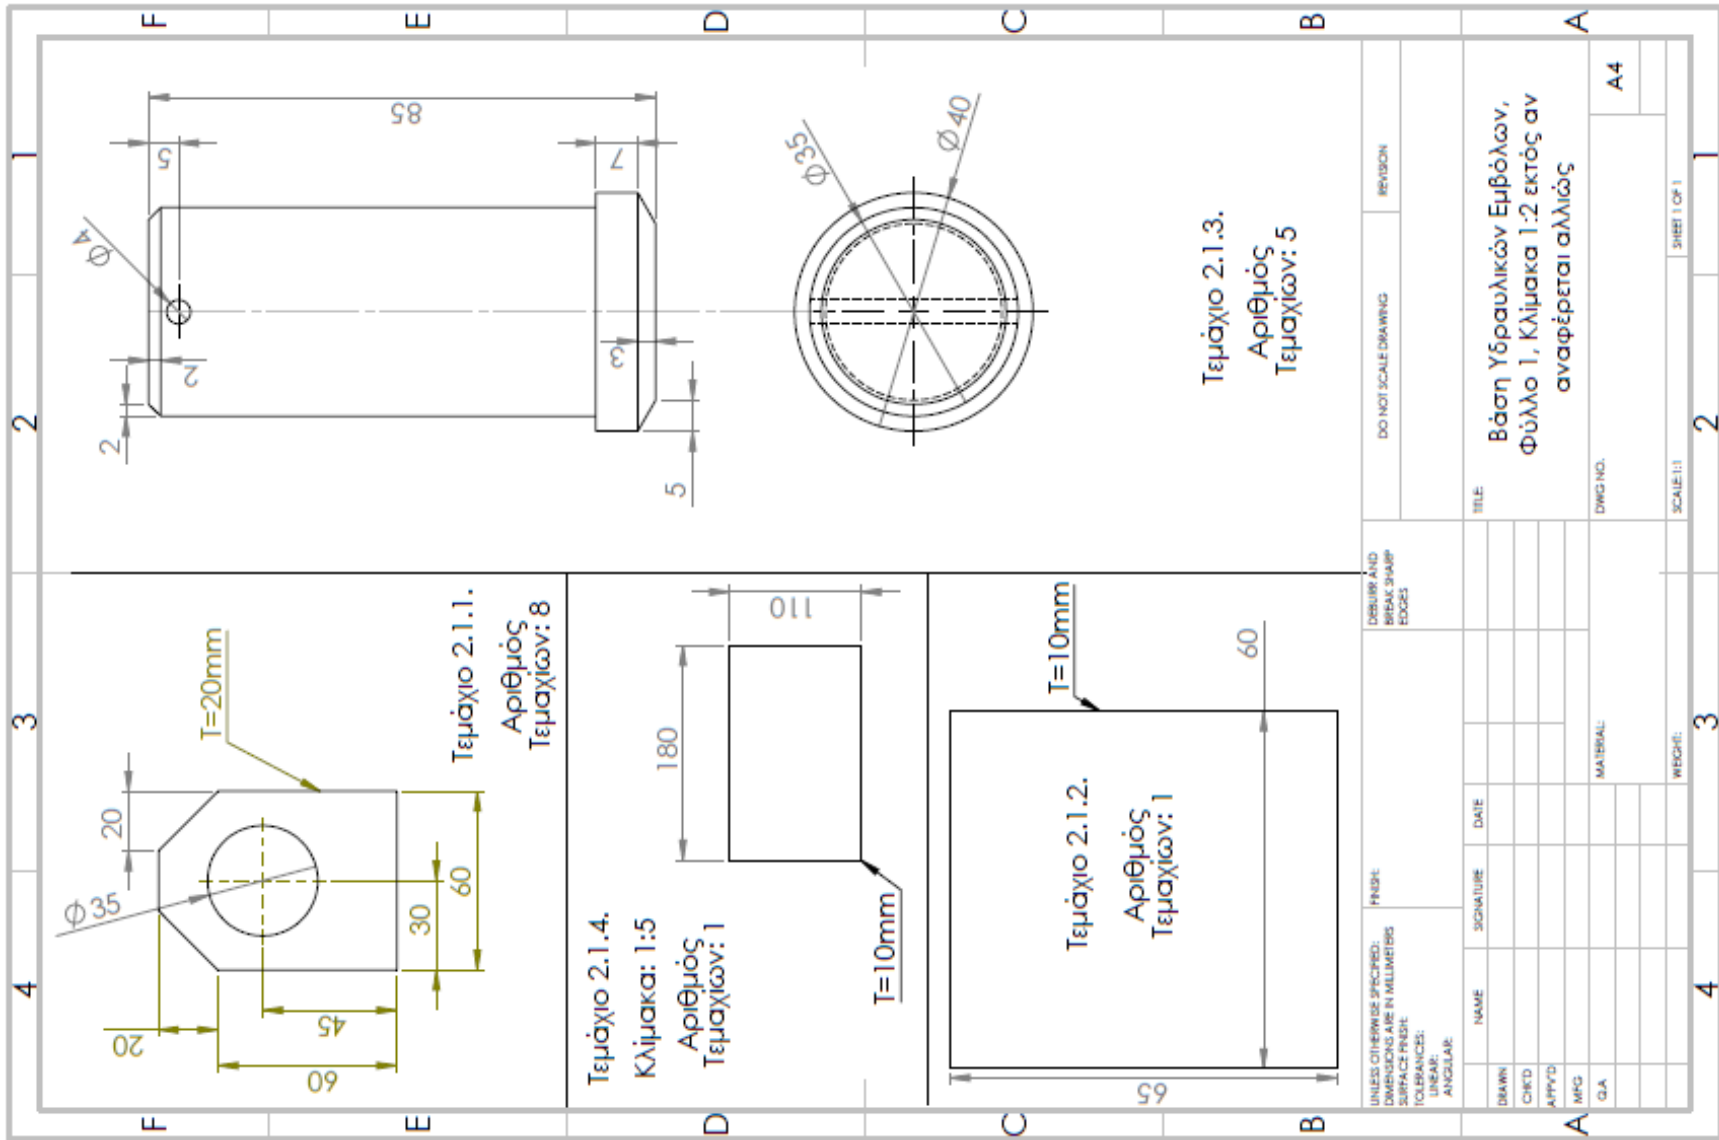 4
3
2
1
F
E
D
C
B
A
Φ35
20
T=20mm
20
60
45
30
60
Τεμάχιο 2.1.1.
Αριθμός
Τεμαχίων: 8
2
2
Φ4
5
85
7
3
5
Φ35
Φ40
Τεμάχιο 2.1.3.
Αριθμός
Τεμαχίων: 5
Τεμάχιο 2.1.4.
Κλίμακα: 1:5
Αριθμός
Τεμαχίων: 1
180
110
T=10mm
T=10mm
Τεμάχιο 2.1.2.
Αριθμός
Τεμαχίων: 1
60
65
UNLESS OTHERWISE SPECIFIED:
DIMENSIONS ARE IN MILLIMETERS
SURFACE FINISH:
TOLERANCES:
LINEAR:
ANGULAR:
FINISH:
DEBURR AND
BREAK SHARP
EDGES
DO NOT SCALE DRAWING
REVISION
NAME
SIGNATURE
DATE
DRAWN
CHK'D
APPV'D
MFG
Q.A
TITLE:
Βάση Υδραυλικών Εμβόλων,
Φύλλο 1, Κλίμακα 1:2 εκτός αν
αναφέρεται αλλιώς
MATERIAL:
DWG NO.
A4
WEIGHT:
SCALE:1:1
SHEET 1 OF 1
F
E
D
C
B
A
4
3
2
1